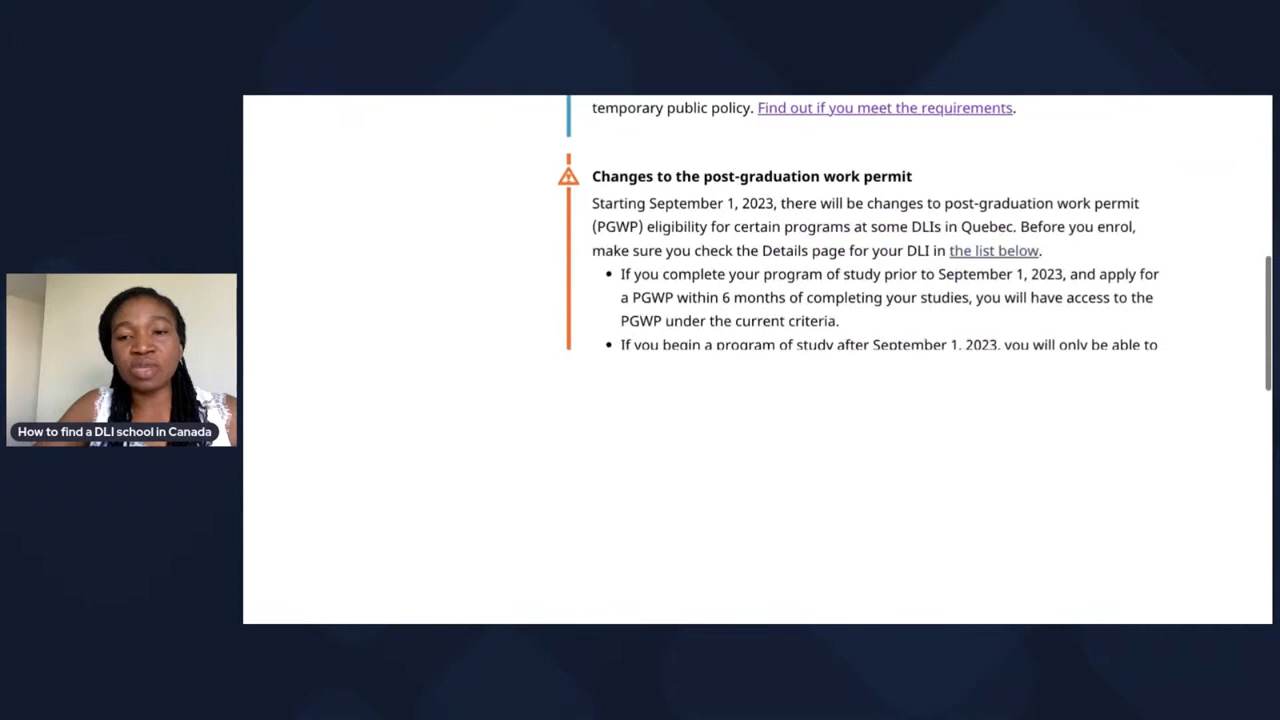 temporary public policy. Find out if you meet the requirements.
Changes to the post-graduation work permit
Starting September 1, 2023, there will be changes to post-graduation work permit
(PGWP) eligibility for certain programs at some DLIs in Quebec. Before you enrol,
make sure you check the Details page for your DLI in the list below.
• If you complete your program of study prior to September 1, 2023, and apply for
a PGWP within 6 months of completing your studies, you will have access to the
PGWP under the current criteria.
• If you begin a program of study after September 1, 2023, you will only be able to
How to find a DLI school in Canada